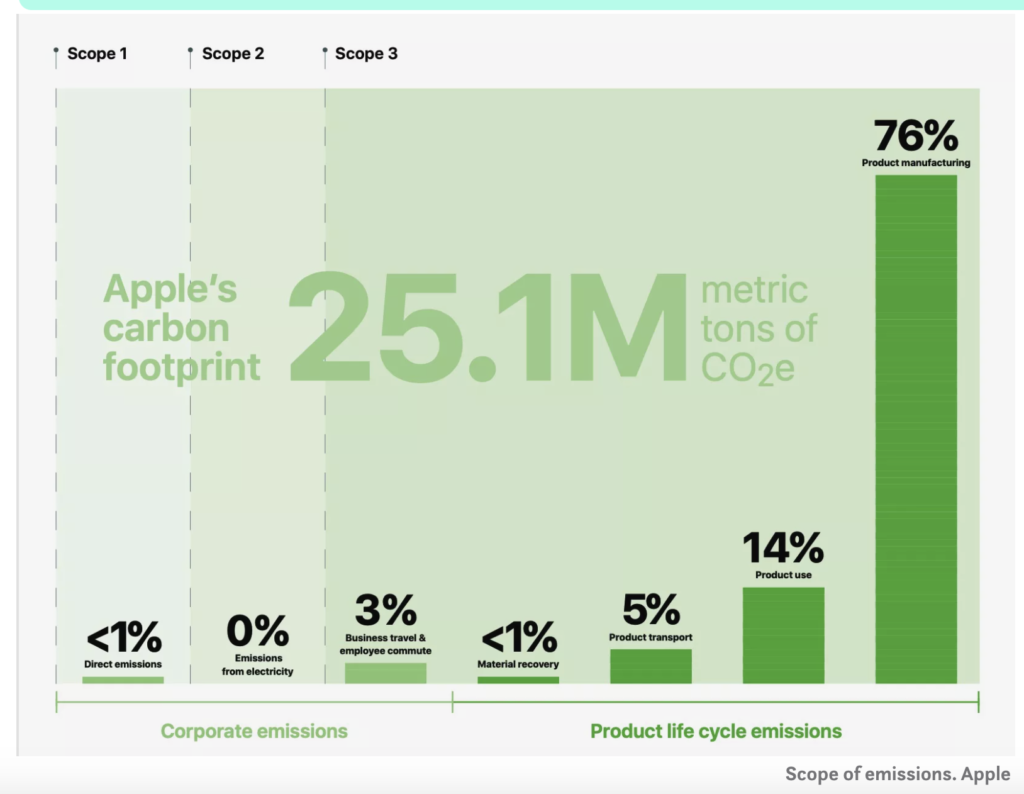 Scope 1
Scope 2
Scope 3
76%
Product manufacturing
Apple’s
carbon
footprint
25.1M
metric
tons of
CO₂e
<1%
Direct emissions
0%
Emissions
from electricity
3%
Business travel &
employee commute
<1%
Material recovery
5%
Product transport
14%
Product use
Corporate emissions
Product life cycle emissions
Scope of emissions. Apple